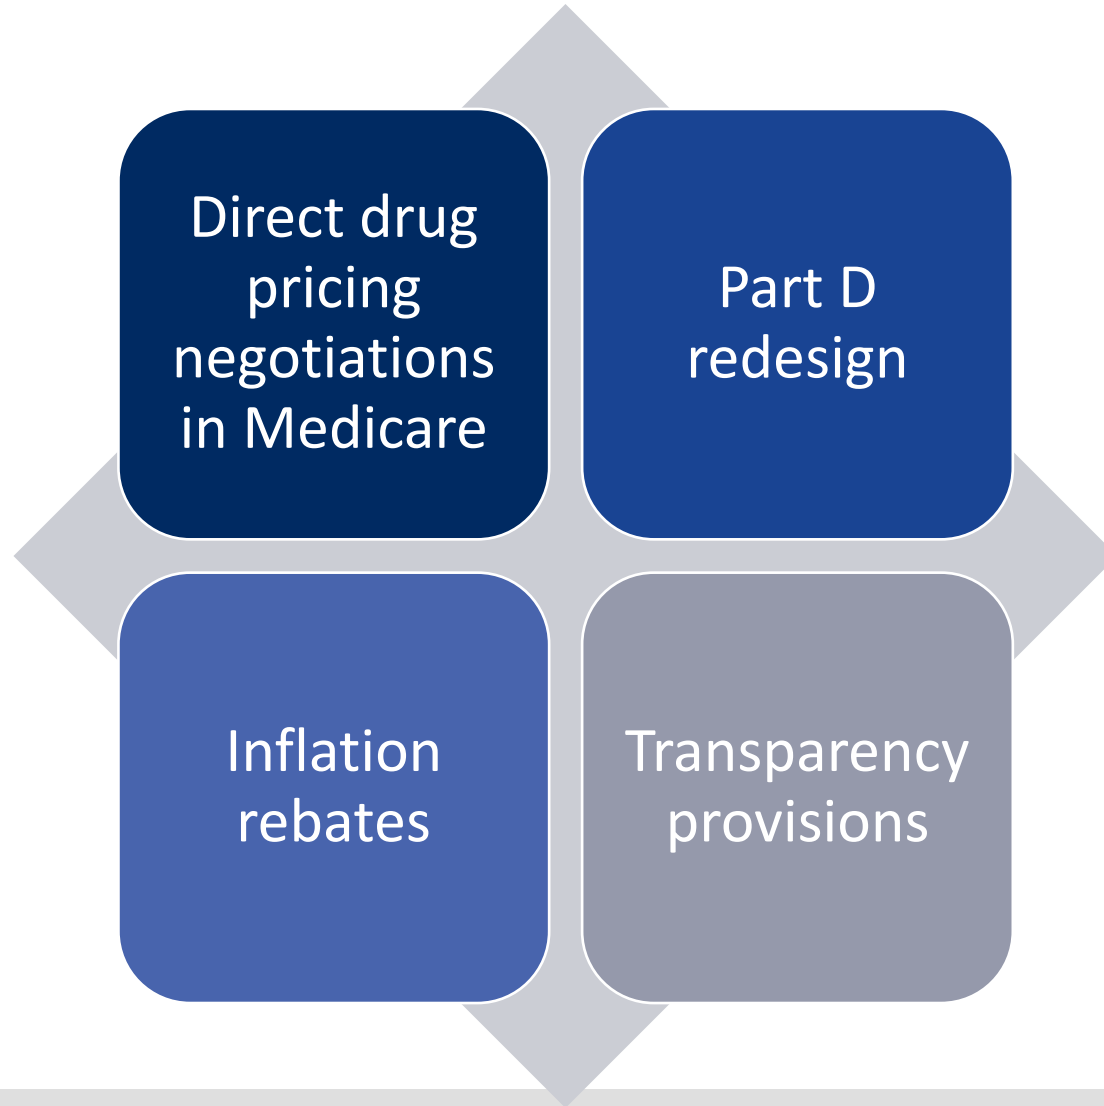 Direct drug
pricing
negotiations
in Medicare
Part D
redesign
Inflation
rebates
Transparency
provisions